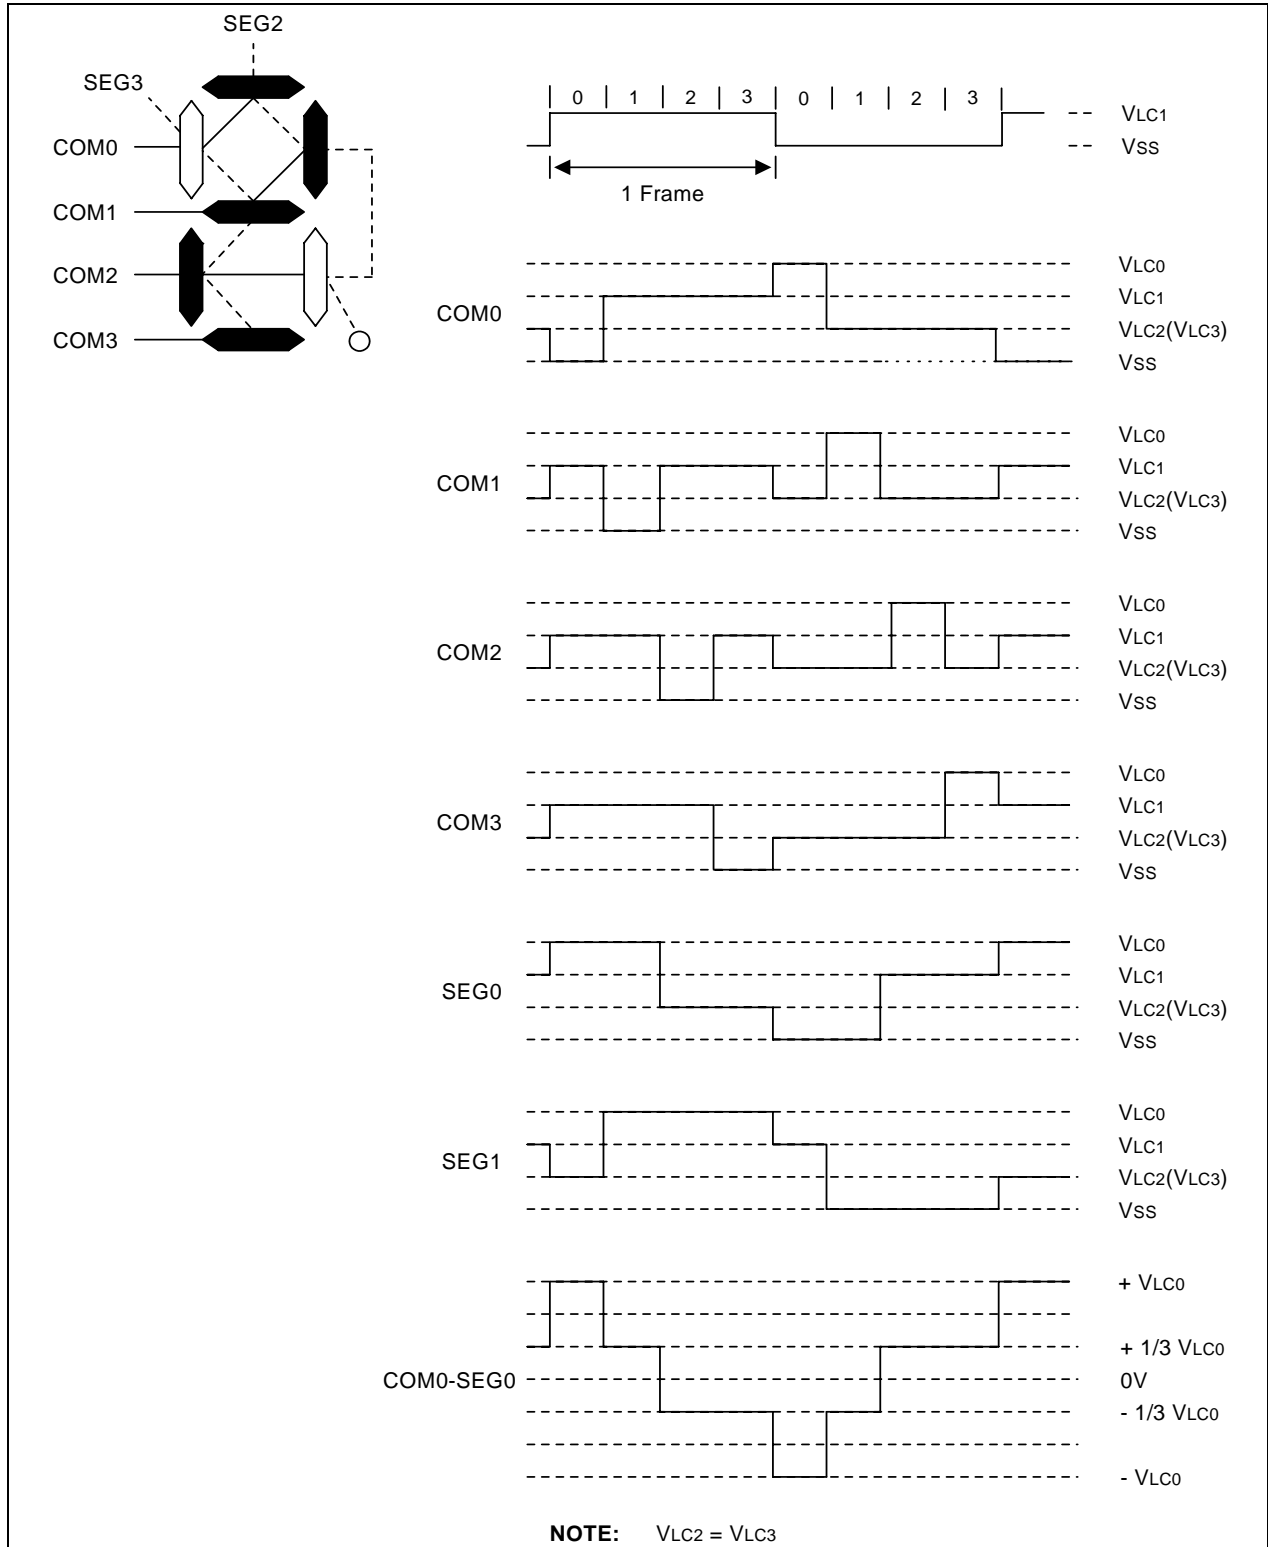 SEG2
SEG3
COM0
COM1
COM2
COM3
0 1 2 3 0 1 2 3
VLC1
VSS
1 Frame
COM0
VLC0
VLC1
VLC2(VLC3)
VSS
COM1
VLC0
VLC1
VLC2(VLC3)
VSS
COM2
VLC0
VLC1
VLC2(VLC3)
VSS
COM3
VLC0
VLC1
VLC2(VLC3)
VSS
SEG0
VLC0
VLC1
VLC2(VLC3)
VSS
SEG1
VLC0
VLC1
VLC2(VLC3)
VSS
COM0-SEG0
+ VLC0
+ 1/3 VLC0
0V
- 1/3 VLC0
- VLC0
NOTE: VLC2 = VLC3